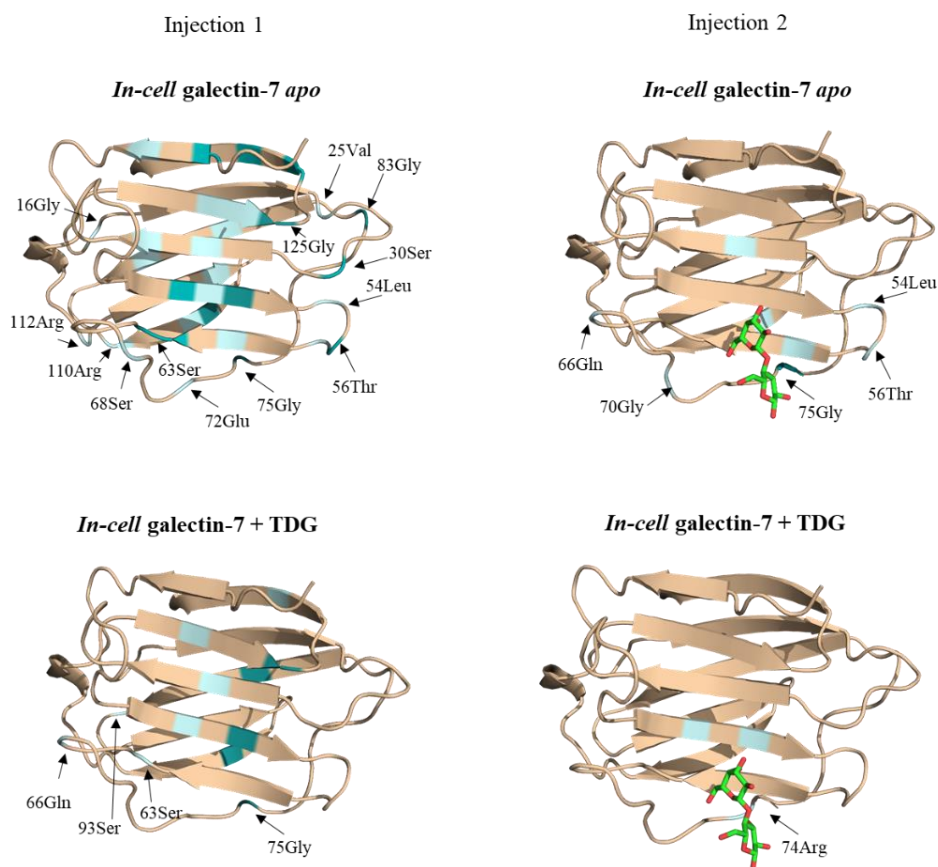 Injection 1
Injection 2
In-cell galectin-7 apo
In-cell galectin-7 apo
25Val
83Gly
16Gly
125Gly
30Ser
54Leu
112Arg
110Arg
63Ser
68Ser
56Thr
75Gly
72Glu
54Leu
66Gln
70Gly
75Gly
56Thr
In-cell galectin-7 + TDG
In-cell galectin-7 + TDG
66Gln
93Ser
63Ser
75Gly
74Arg